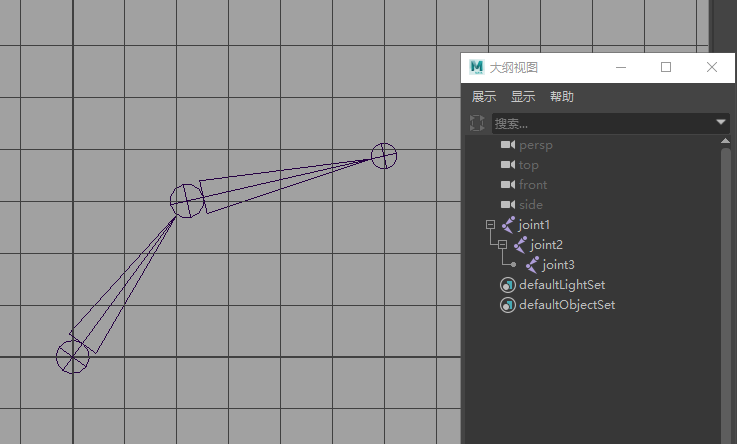 大纲视图
展示 显示 帮助
搜索...
persp
top
front
side
joint1
joint2
joint3
defaultLightSet
defaultObjectSet